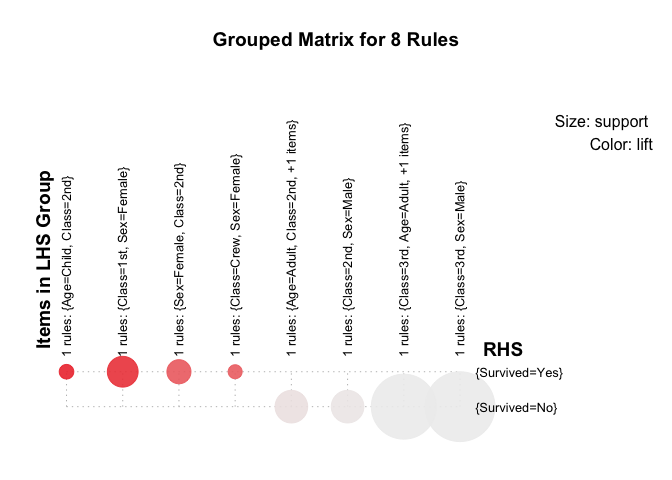 Grouped Matrix for 8 Rules
Size: support
Color: lift
Items in LHS Group
1 rules: {Age=Child, Class=2nd}
1 rules: {Class=1st, Sex=Female}
1 rules: {Sex=Female, Class=2nd}
1 rules: {Class=Crew, Sex=Female}
1 rules: {Age=Adult, Class=2nd, +1 items}
1 rules: {Class=2nd, Sex=Male}
1 rules: {Class=3rd, Age=Adult, +1 items}
1 rules: {Class=3rd, Sex=Male}
RHS
{Survived=Yes}
{Survived=No}